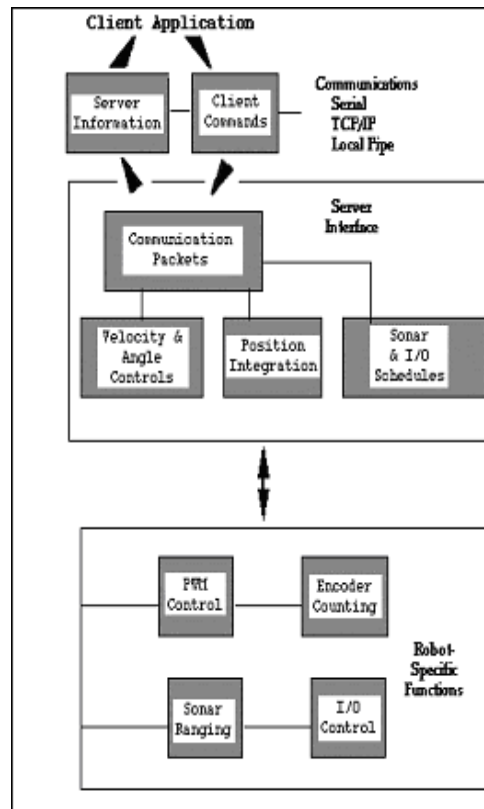 Client Application
Server
Information
Client
Commands
Communications
Serial
TCP/IP
Local Pipe
Server
Interface
Communication
Packets
Velocity &
Angle
Controls
Position
Integration
Sonar
& I/O
Schedules
PWM
Control
Encoder
Counting
Robot-
Specific
Functions
Sonar
Ranging
I/O
Control